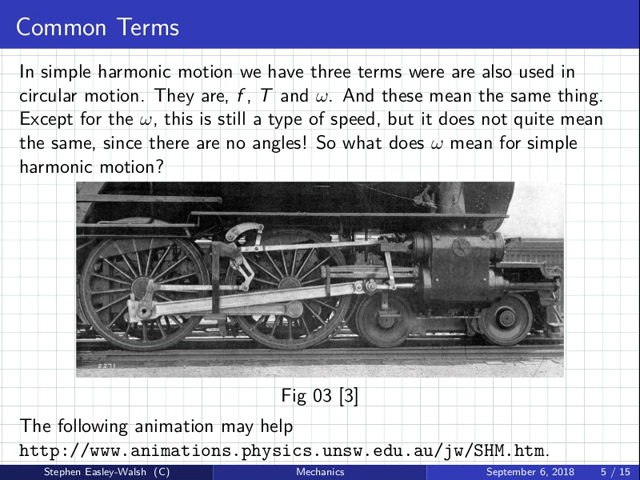 Common Terms
In simple harmonic motion we have three terms were are also used in
circular motion. They are, f, T and ω. And these mean the same thing.
Except for the ω, this is still a type of speed, but it does not quite mean
the same, since there are no angles! So what does ω mean for simple
harmonic motion?
Fig 03 [3]
The following animation may help
http://www.animations.physics.unsw.edu.au/jw/SHM.htm.
Stephen Easley-Walsh (C) Mechanics September 6, 2018 5 / 15